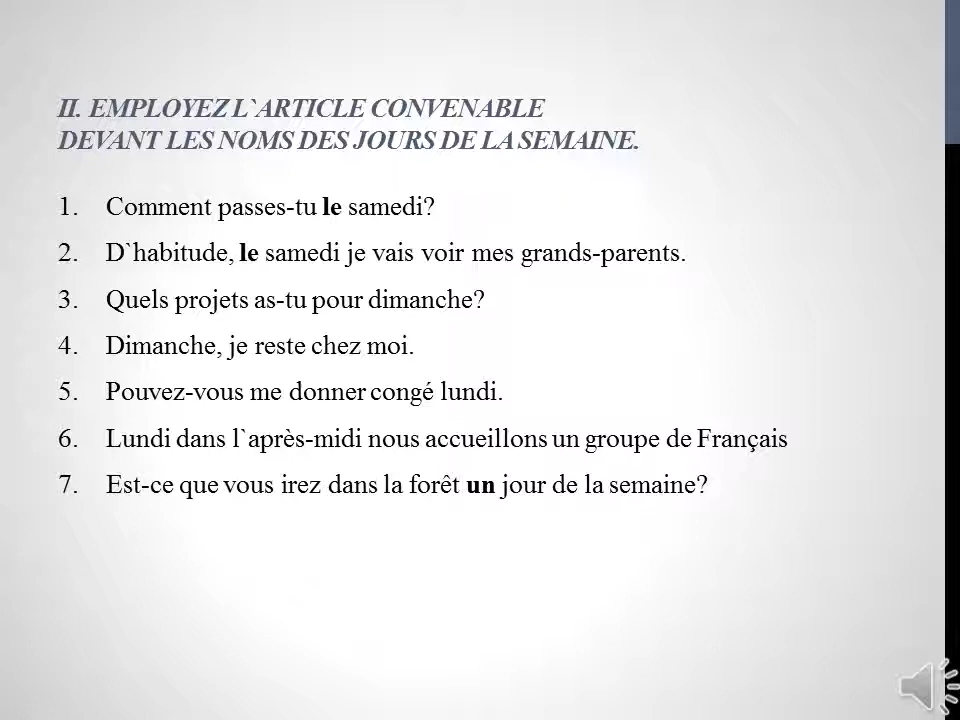 II. EMPLOYEZ L`ARTICLE CONVENABLE
DEVANT LES NOMS DES JOURS DE LA SEMAINE.
1. Comment passes-tu le samedi?
2. D`habitude, le samedi je vais voir mes grands-parents.
3. Quels projets as-tu pour dimanche?
4. Dimanche, je reste chez moi.
5. Pouvez-vous me donner congé lundi.
6. Lundi dans l`après-midi nous accueillons un groupe de Français
7. Est-ce que vous irez dans la forêt un jour de la semaine?